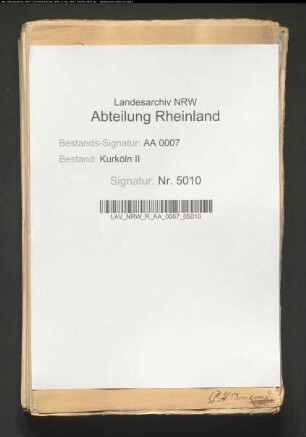 Landesarchiv NRW
Abteilung Rheinland
Bestands-Signatur: AA 0007
Bestand: Kurköln II
Signatur: Nr. 5010
LAV_NRW_R_AA_0007_05010